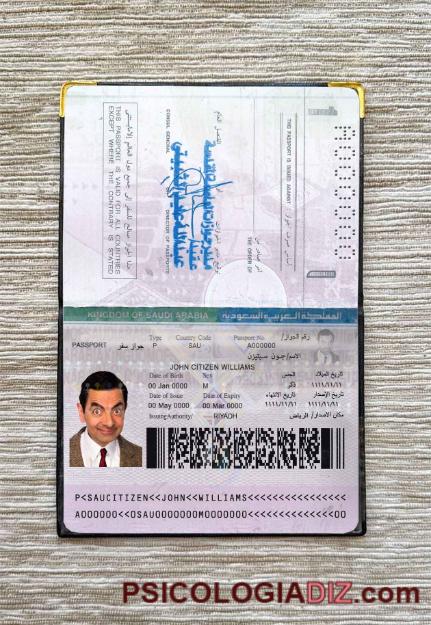 THIS PASSPORT IS VALID FOR ALL COUNTRIES
EXCEPT WHERE THE CONTRARY IS STATED
CONSUL GENERAL
DIRECTOR OF PASSPORTS
THE ORDER OF
THIS PASSPORT IS ISSUED AGAINST
KINGDOM OF SAUDI ARABIA المملكة العربية السعودية
Type Country Code Passport No رقم الجواز/
PASSPORT جواز سفر P SAU A000000
JOHN CITIZEN WILLIAMS
Date of Birth Sex الجنس تاريخ الميلاد
00 Jan 0000 M ذكر ١١١١/١١/١١
Issue Date Date of Expiry تاريخ الانتهاء تاريخ الإصدار
00 May 0000 00 Mar 0000 ١١١١/١١/١١ ١١١١/١١/١١
Issuing Authority/ RIYADH مكان الاصدار/ الرياض
P<SAUCITIZEN<<JOHN<<WILLIAMS<<<<<<<<<<<<<<<<<
A000000<<0SAU0000000M0000000<<<<<<<<<<<<<<<00
PSICOLOGIADIZ.com